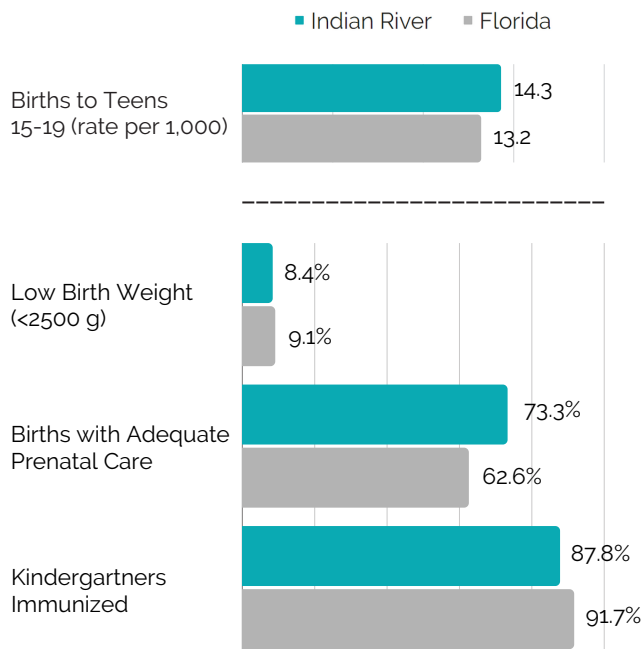 Indian River Florida
Births to Teens
15-19 (rate per 1,000)
14.3
13.2
Low Birth Weight
(<2500 g)
8.4%
9.1%
Births with Adequate
Prenatal Care
73.3%
62.6%
Kindergartners
Immunized
87.8%
91.7%